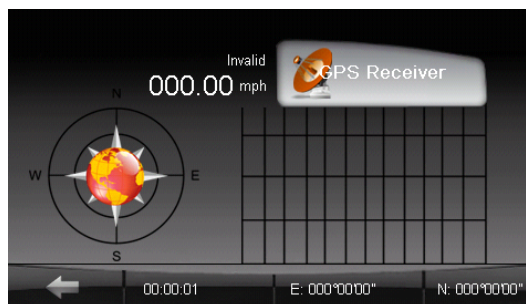 Invalid
000.00 mph
GPS Receiver
N
W E
S
00:00:01 E: 000°00'00" N: 000°00'00"